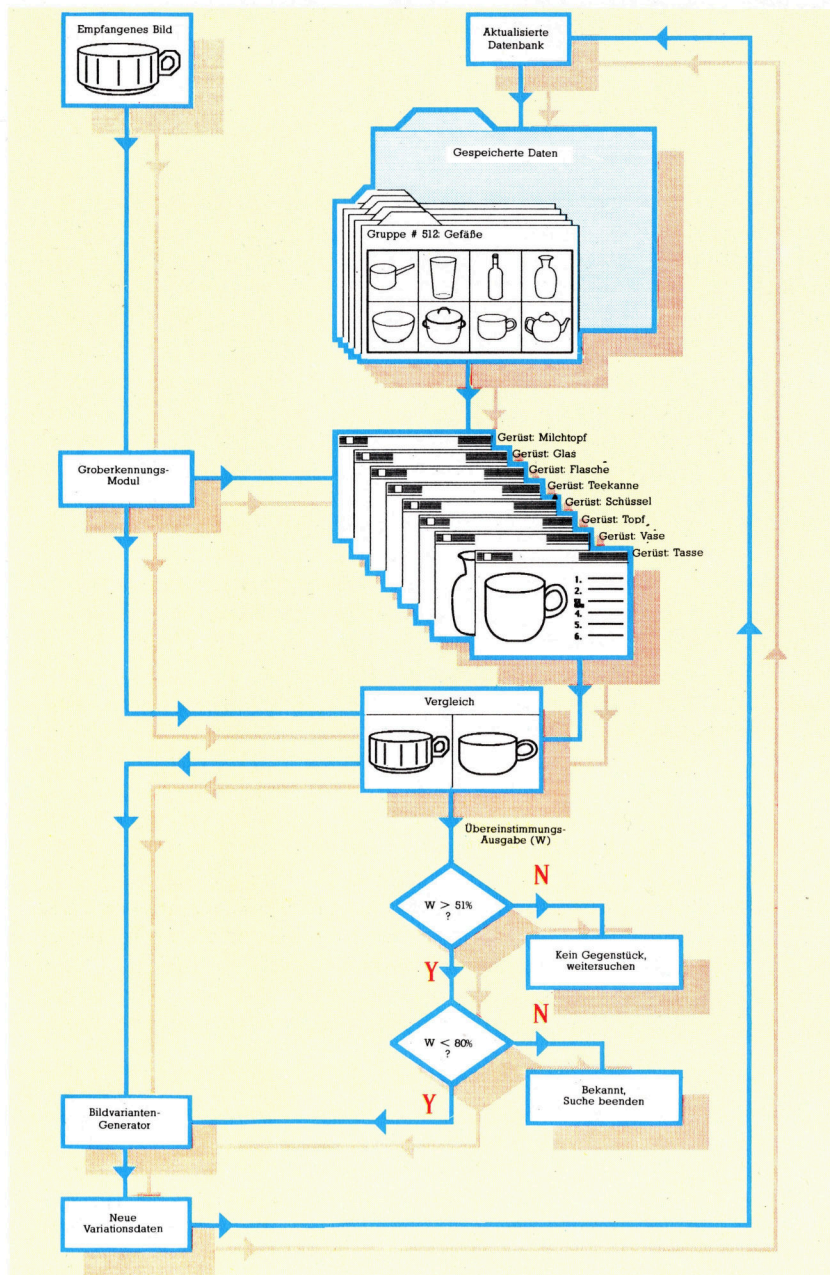 Empfangenes Bild
Aktualisierte
Datenbank
Gespeicherte Daten
Gruppe # 512: Gefäße
Groberkennungs-
Modul
Gerüst: Milchtopf
Gerüst: Glas
Gerüst: Flasche
Gerüst: Teekanne
Gerüst: Schüssel
Gerüst: Topf
Gerüst: Vase
Gerüst: Tasse
1.
2.
4.
5.
6.
Vergleich
Übereinstimmungs-
Ausgabe (W)
W > 51%
?
N
Kein Gegenstück,
weitersuchen
Y
W < 80%
?
N
Bekannt,
Suche beenden
Y
Bildvarianten-
Generator
Neue
Variationsdaten